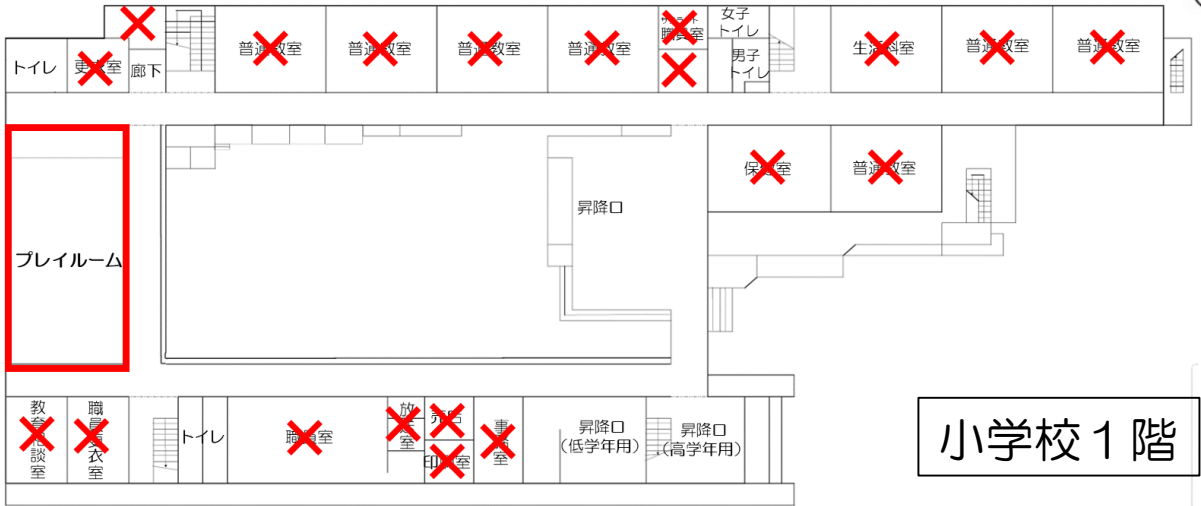 女子
トイレ
普通教室
普通教室
普通教室
普通教室
職員室
生活科室
普通教室
普通教室
トイレ
更衣室
廊下
男子
トイレ
保健室
普通教室
昇降口
プレイルーム
教育相談室
職員更衣室
トイレ
職員室
放送室
売店
印刷室
事務室
昇降口
(低学年用)
昇降口
(高学年用)
小学校1階